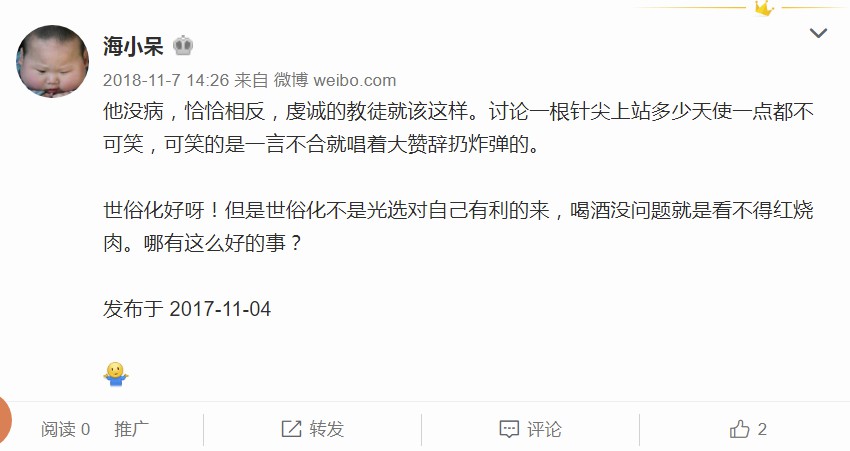 海小呆
2018-11-7 14:26 来自 微博 weibo.com
他没病，恰恰相反，虔诚的教徒就该这样。讨论一根针尖上站多少天使一点都不
可笑，可笑的是一言不合就唱着大赞辞扔炸弹的。
世俗化好呀！但是世俗化不是光选对自己有利的来，喝酒没问题就是看不得红烧
肉。哪有这么好的事？
发布于 2017-11-04
阅读 0 推广 转发 评论 2